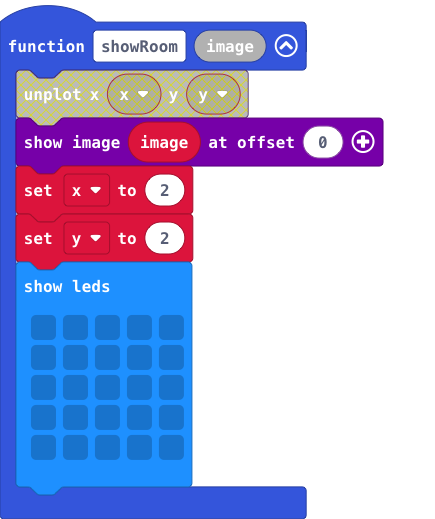 function showRoom image
unplot x x y y
show image image at offset 0
set x to 2
set y to 2
show leds